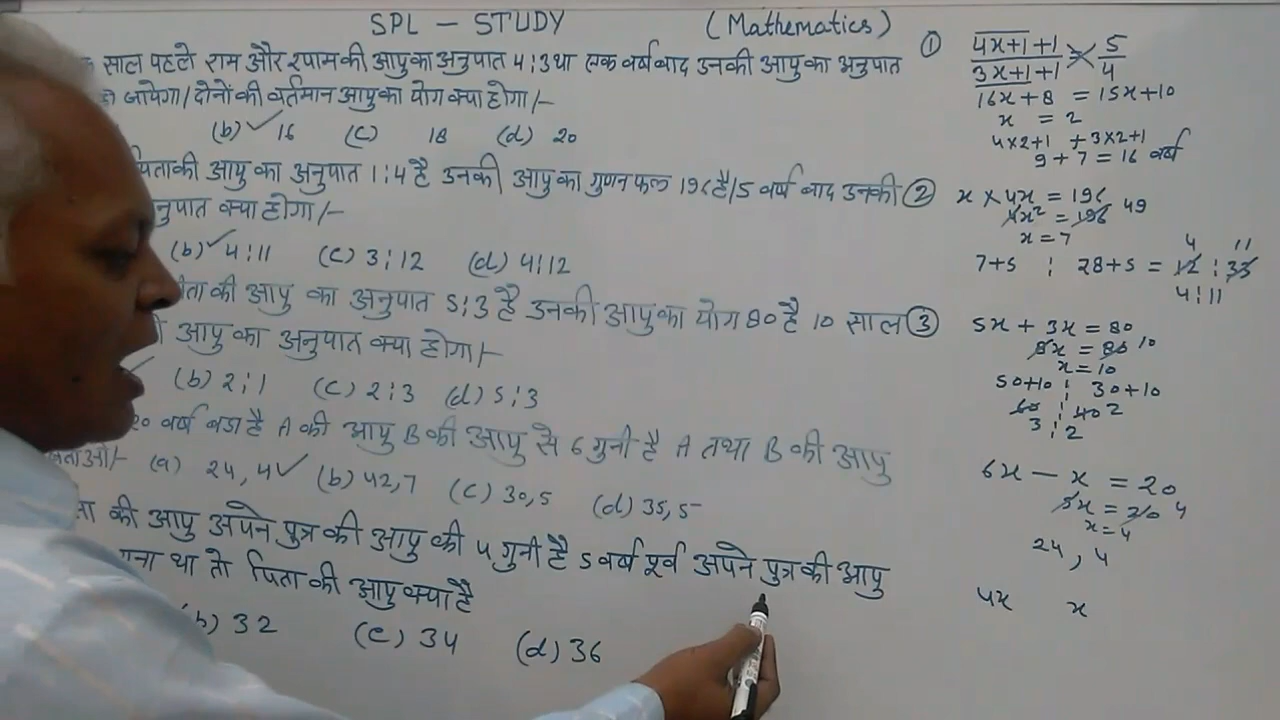 SPL — STUDY (Mathematics)
साल पहले राम और श्याम की आयु का अनुपात 4:3 था एक वर्ष बाद उनकी आयु का अनुपात
जायेगा/ दोनों की वर्तमान आयु का योग क्या होगा/-
(b) ✓ 16 (c) 18 (d) 20
पिता की आयु का अनुपात 1:4 है उनकी आयु का गुणनफल 196 है/ 5 वर्ष बाद उनकी
अनुपात क्या होगा/-
(b) ✓ 4:11 (c) 3:12 (d) 4:12
की आयु का अनुपात 5:3 है उनकी आयु का योग 80 है 10 साल
आयु का अनुपात क्या होगा/-
(b) 2:1 (c) 2:3 (d) 5:3
20 वर्ष बडा है A की आयु B की आयु से 6 गुनी है A तथा B की आयु
बताओ/- (a) 24, 4 ✓ (b) 42,7 (c) 30,5 (d) 35,5
की आयु अपने पुत्र की आयु की 4 गुनी है 5 वर्ष पूर्व अपने पुत्र की आयु
गुना था तो पिता की आयु क्या है
(b) 32 (c) 34 (d) 36
① 4x+1+1 5
3x+1+1 4
16x+8 = 15x+10
x = 2
4×2+1 +3×2+1
9+7 = 16 वर्ष
② x × 4x = 196
4x² = 196 49
x = 7
4 11
7+5 : 28+5 = 12 : 33
4:11
③ 5x + 3x = 80
8x = 80 10
x = 10
50+10 : 30+10
60 : 40 2
3 : 2
6x — x = 20
5x = 20 4
x = 4
24, 4
4x x